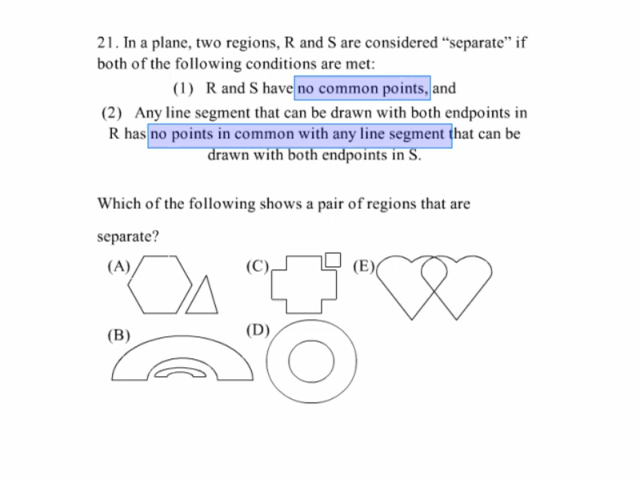 21. In a plane, two regions, R and S are considered “separate” if
both of the following conditions are met:
(1) R and S have no common points, and
(2) Any line segment that can be drawn with both endpoints in
R has no points in common with any line segment that can be
drawn with both endpoints in S.
Which of the following shows a pair of regions that are
separate?
(A) (C) (E)
(B) (D)